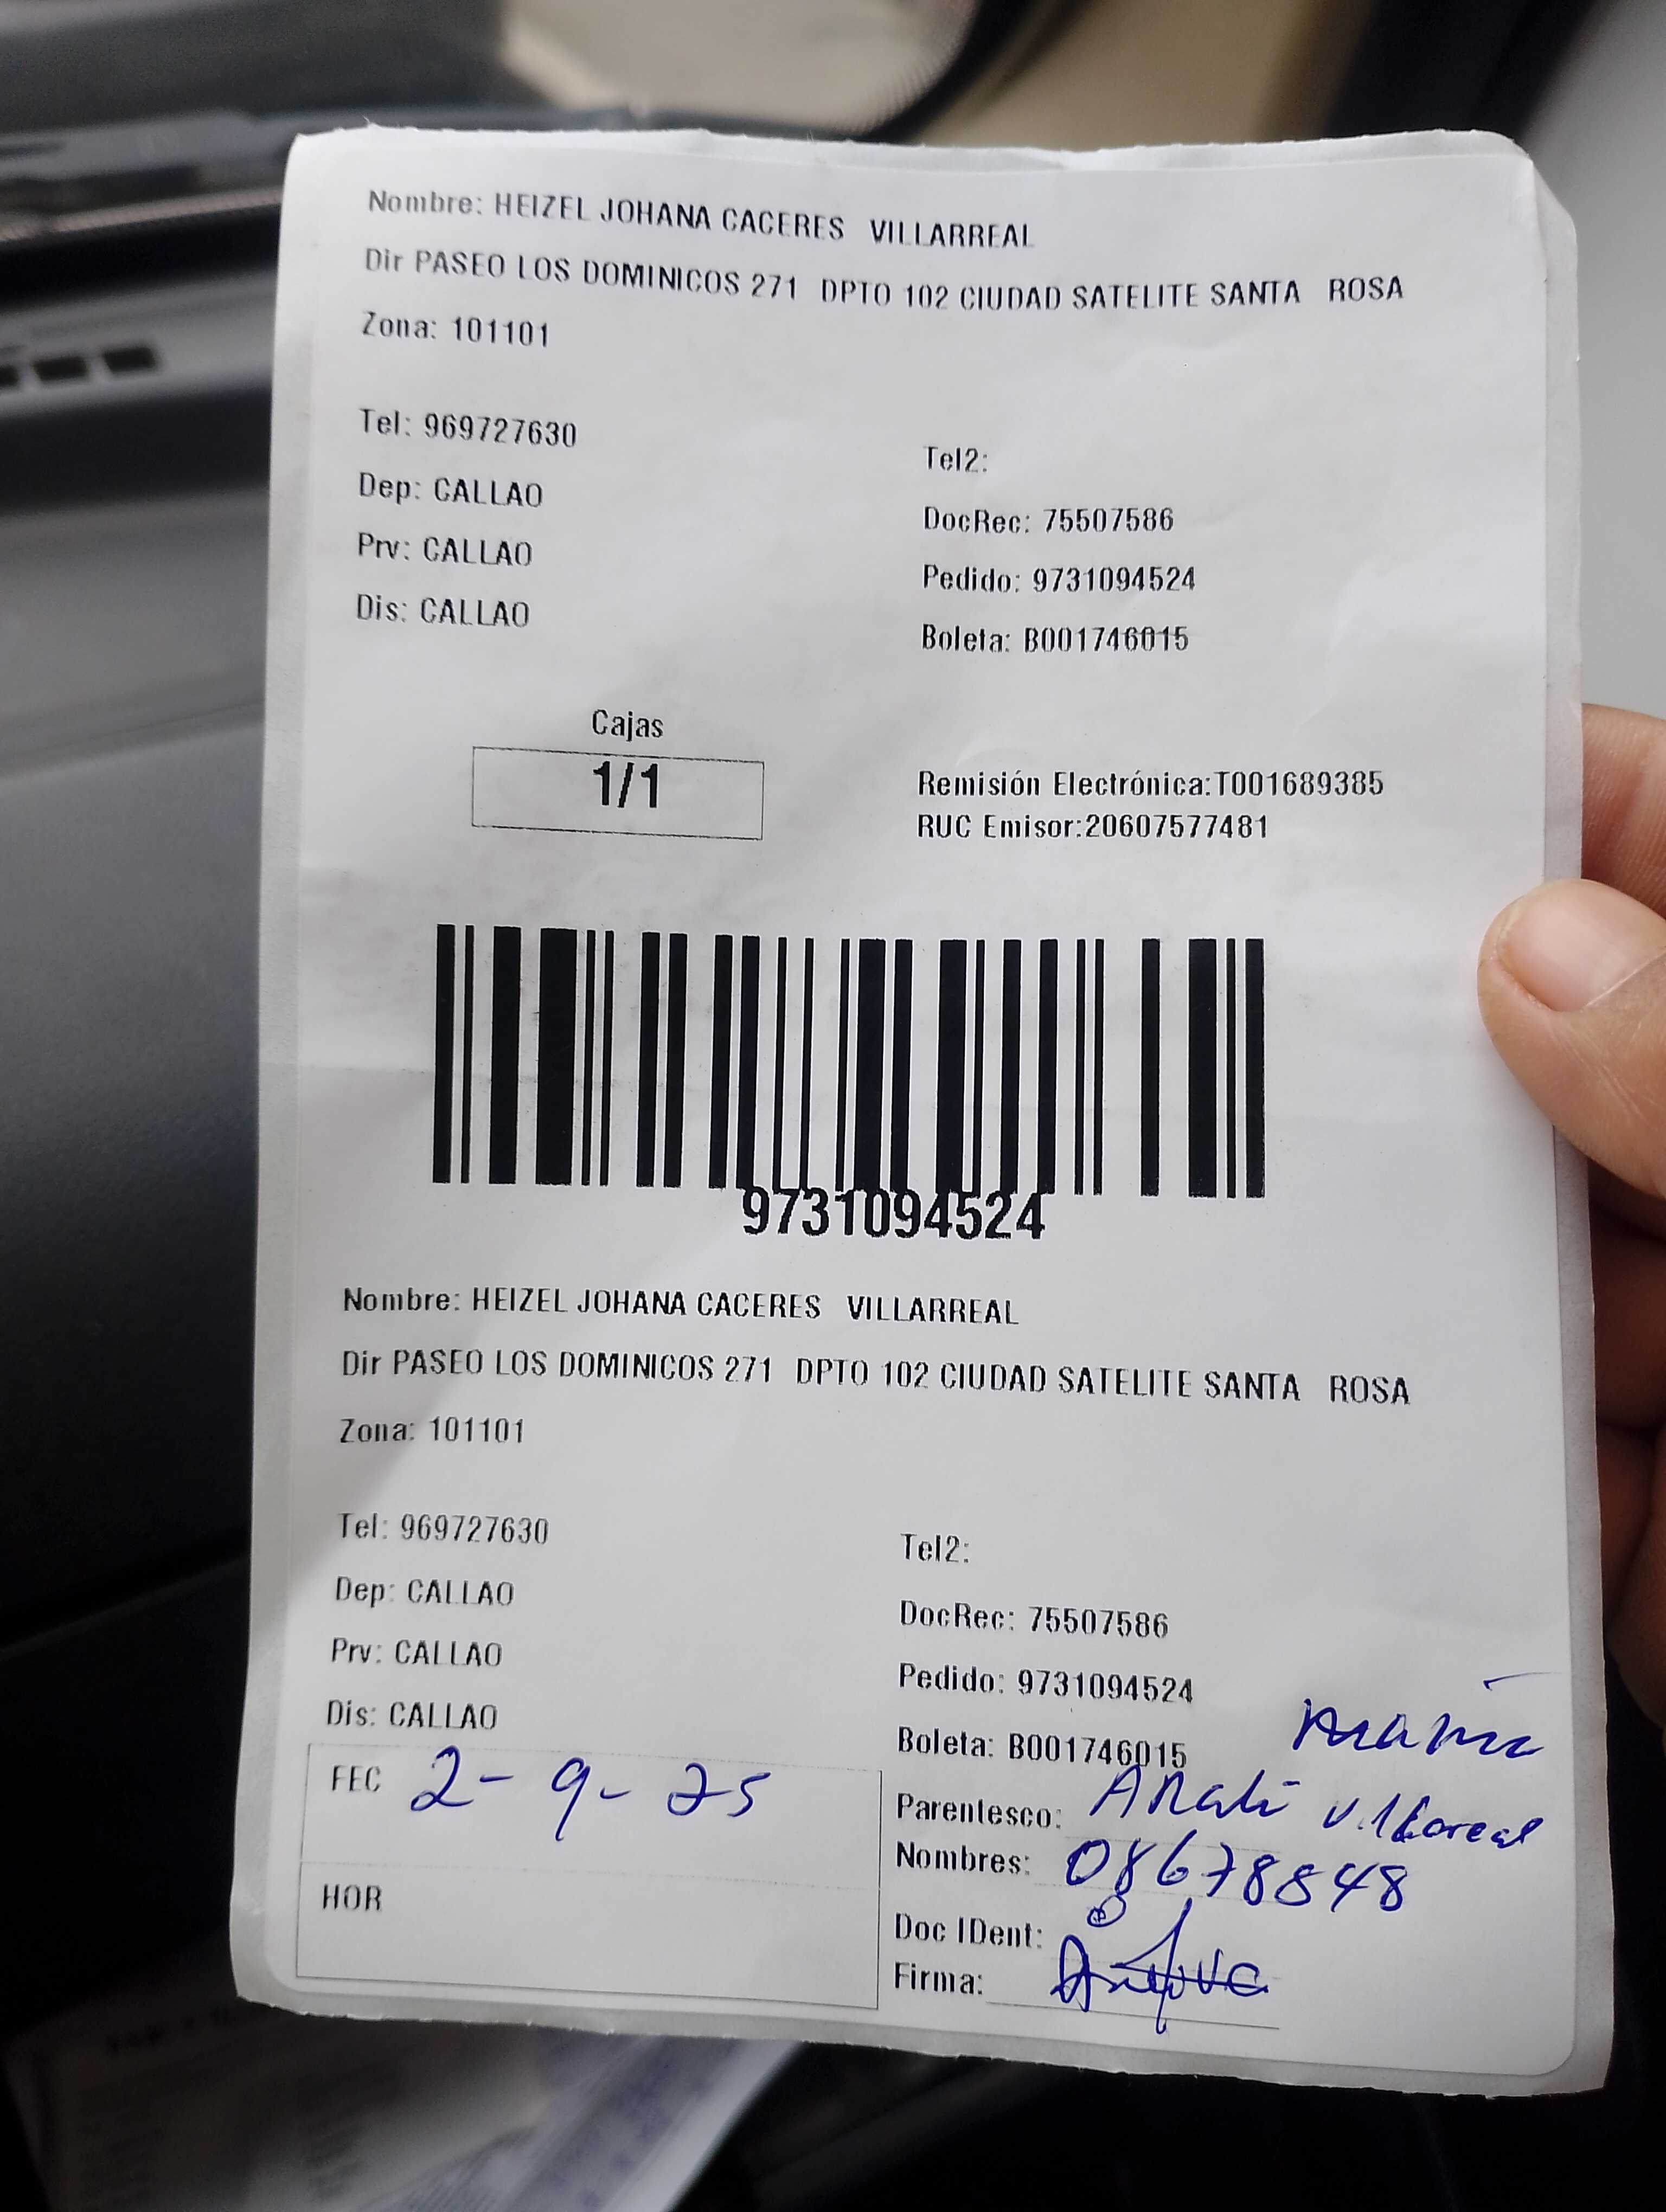 Nombre: HEIZEL JOHANA CACERES VILLARREAL
Dir PASEO LOS DOMINICOS 271 DPTO 102 CIUDAD SATELITE SANTA ROSA
Zona: 101101
Tel: 969727630
Tel2:
Dep: CALLAO
DocRec: 75507586
Prv: CALLAO
Pedido: 9731094524
Dis: CALLAO
Boleta: B001746015
Cajas
1/1
Remisión Electrónica:T001689385
RUC Emisor:20607577481
9731094524
Nombre: HEIZEL JOHANA CACERES VILLARREAL
Dir PASEO LOS DOMINICOS 271 DPTO 102 CIUDAD SATELITE SANTA ROSA
Zona: 101101
Tel: 969727630
Tel2:
Dep: CALLAO
DocRec: 75507586
Prv: CALLAO
Pedido: 9731094524
Dis: CALLAO
Boleta: B001746015
FEC 2-9-25
Parentesco:
Nombres: 08678848
HOR
Doc IDent:
Firma: